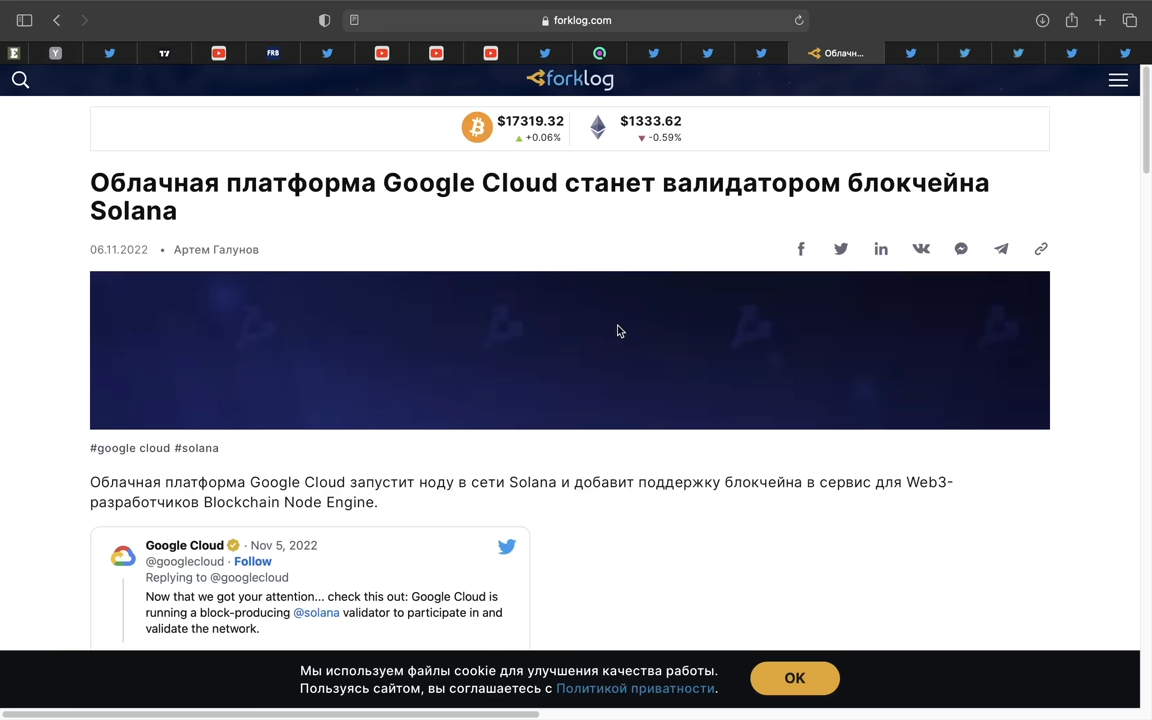 forklog.com
E
Y
17
FRB
Облачн...
forklog
$17319.32
+0.06%
$1333.62
-0.59%
Облачная платформа Google Cloud станет валидатором блокчейна
Solana
06.11.2022 • Артем Галунов
#google cloud #solana
Облачная платформа Google Cloud запустит ноду в сети Solana и добавит поддержку блокчейна в сервис для Web3-
разработчиков Blockchain Node Engine.
Google Cloud · Nov 5, 2022
@googlecloud · Follow
Replying to @googlecloud
Now that we got your attention... check this out: Google Cloud is
running a block-producing @solana validator to participate in and
validate the network.
Мы используем файлы cookie для улучшения качества работы.
Пользуясь сайтом, вы соглашаетесь с Политикой приватности.
OK